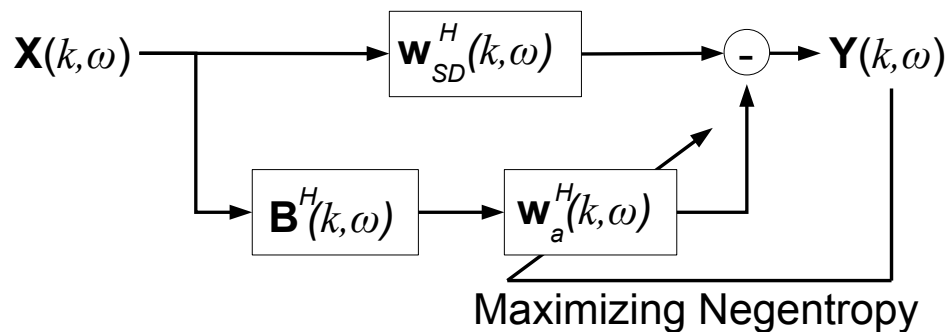 X(k,ω) w_SD^H(k,ω) - Y(k,ω)
B^H(k,ω) w_a^H(k,ω)
Maximizing Negentropy